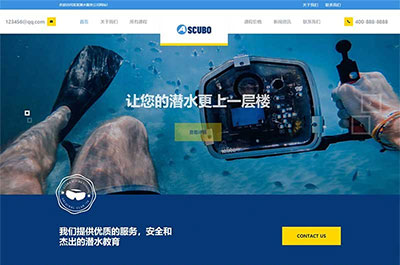 关于我们 联系我们
123456@qq.com 首页 关于我们 所有课程 SCUBO 课程价格 新闻资讯 联系我们 400-888-8888
让您的潜水更上一层楼
我们提供优质的服务，安全和
杰出的潜水教育
CONTACT US